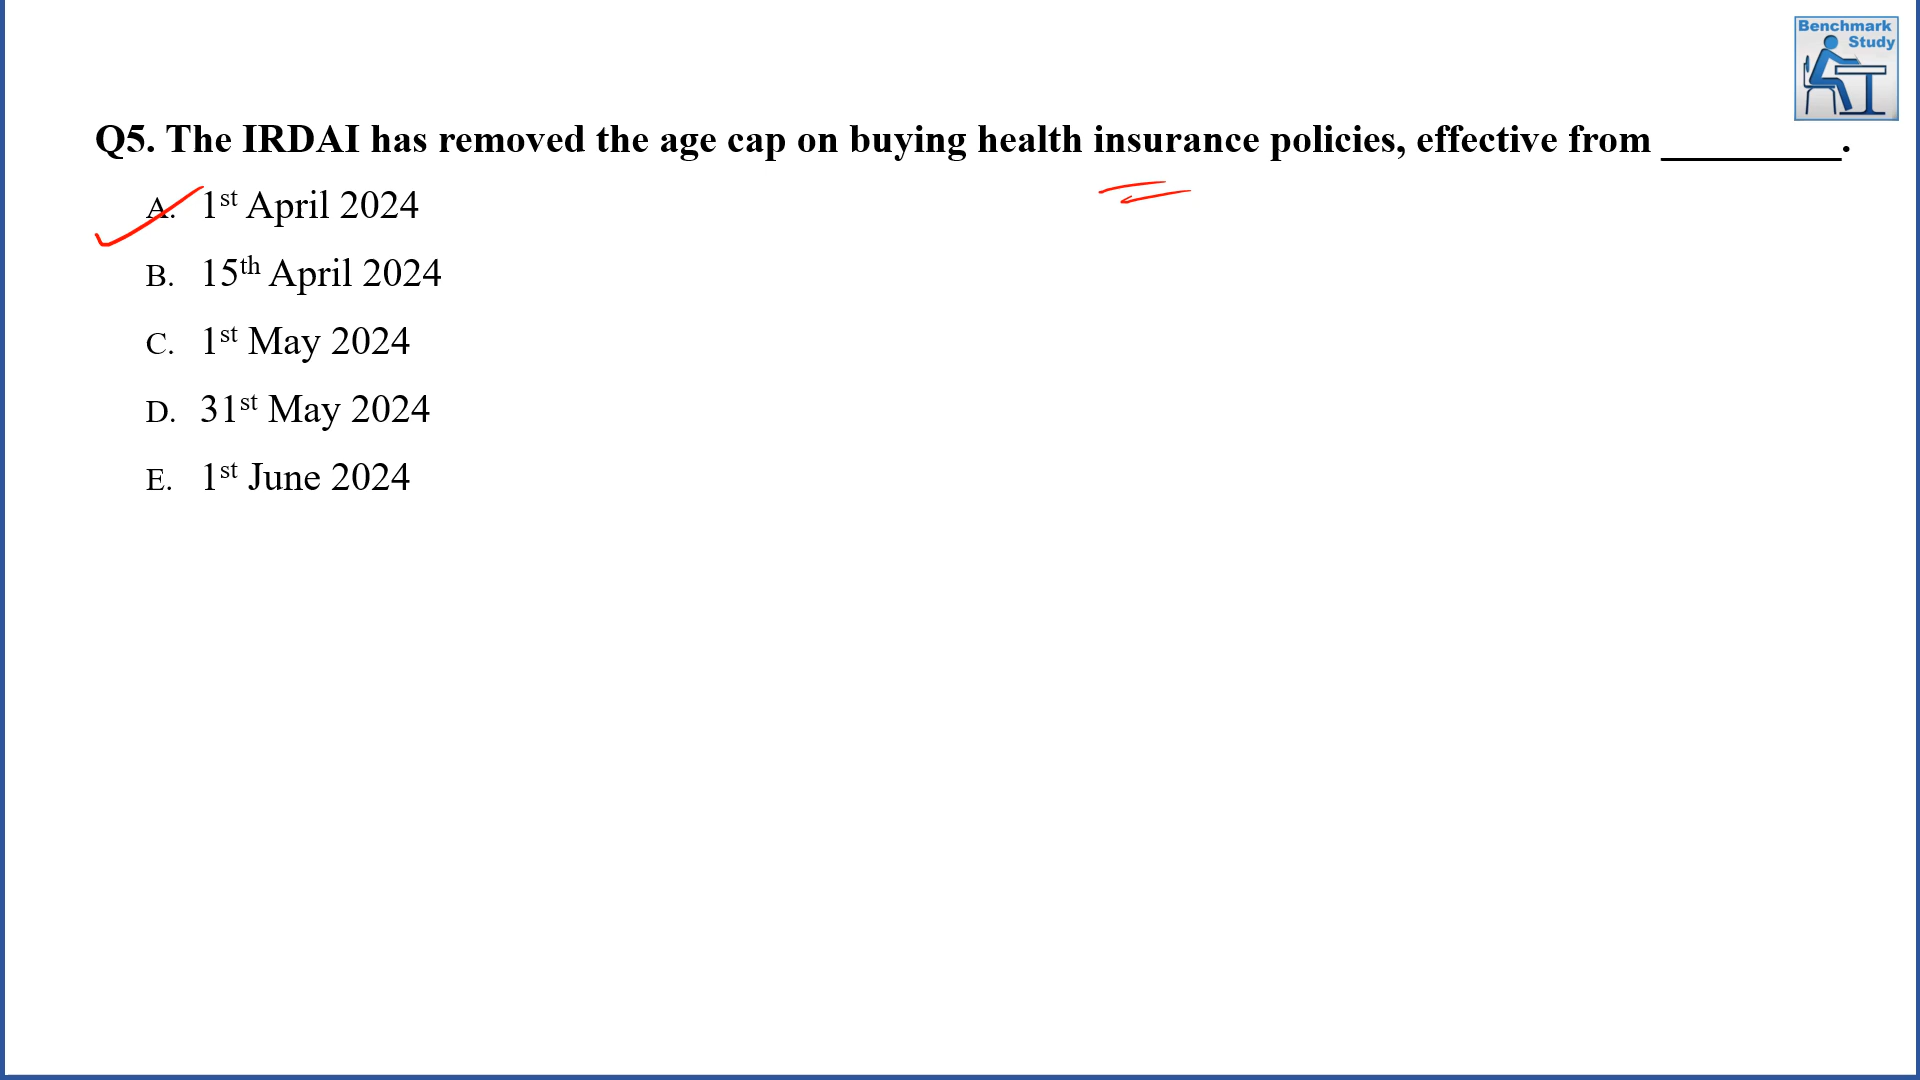 Benchmark
Study
Q5. The IRDAI has removed the age cap on buying health insurance policies, effective from _________.
A. 1st April 2024
B. 15th April 2024
C. 1st May 2024
D. 31st May 2024
E. 1st June 2024